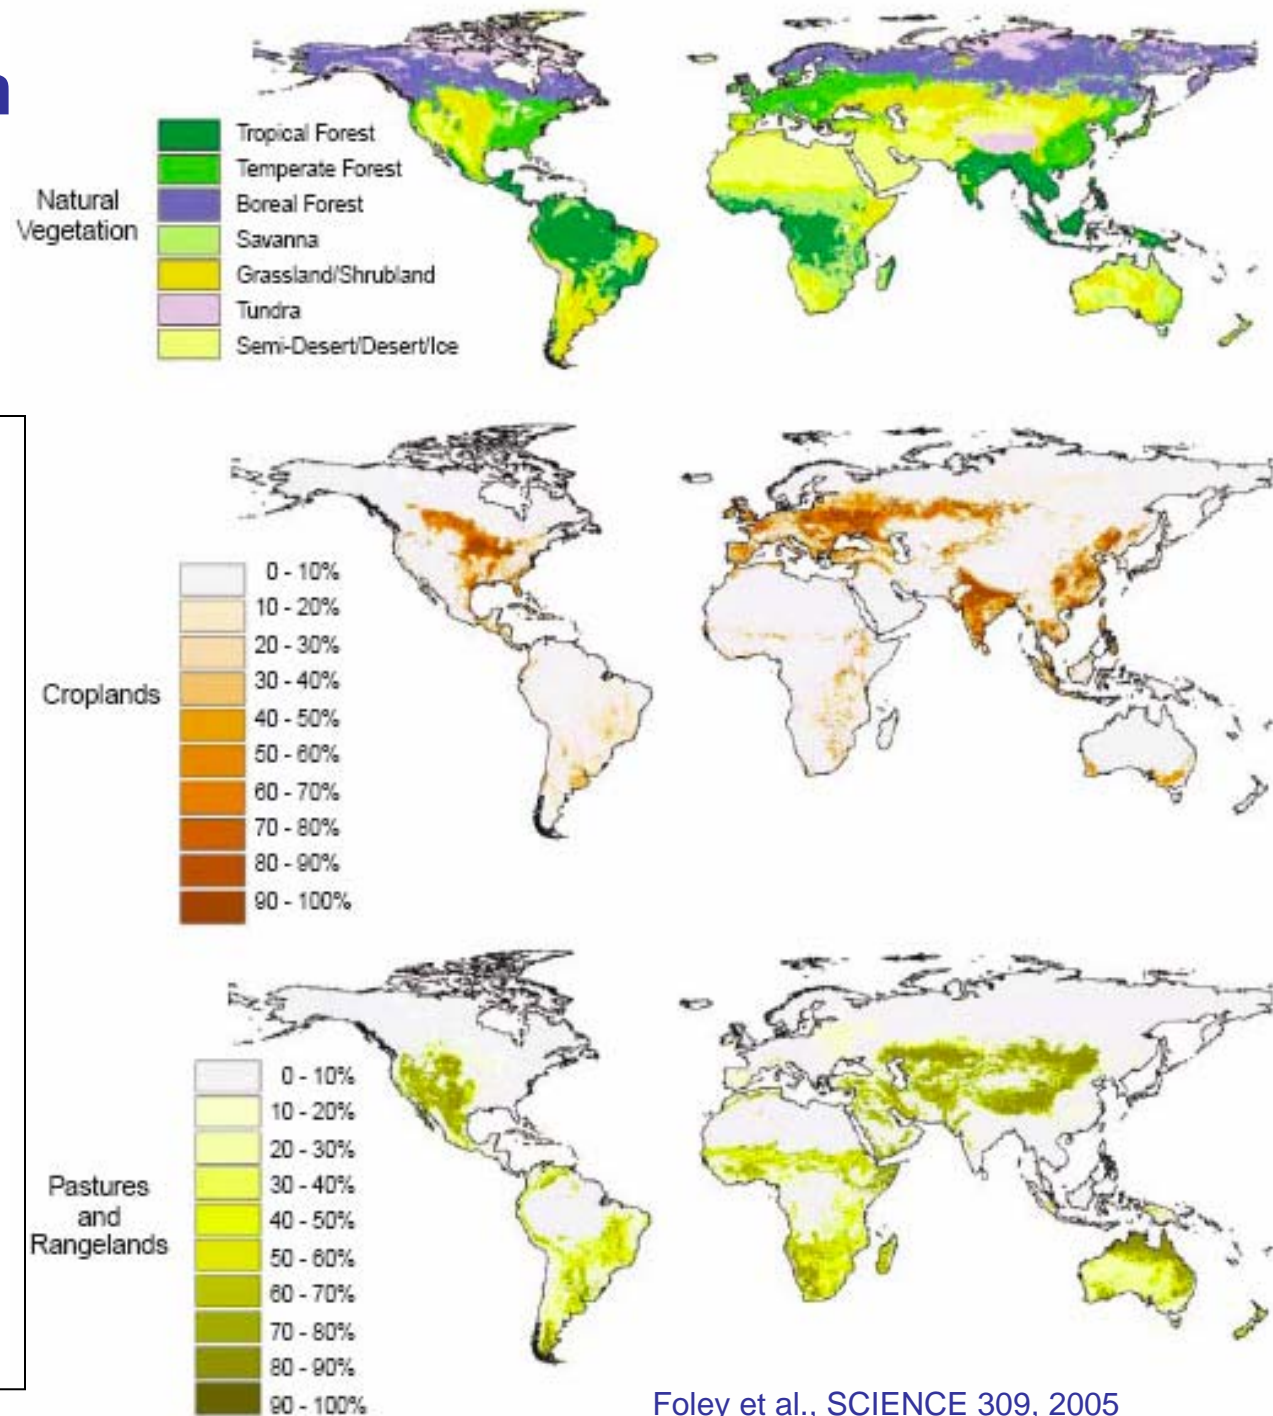 n
Natural
Vegetation
Tropical Forest
Temperate Forest
Boreal Forest
Savanna
Grassland/Shrubland
Tundra
Semi-Desert/Desert/Ice
Croplands
0 - 10%
10 - 20%
20 - 30%
30 - 40%
40 - 50%
50 - 60%
60 - 70%
70 - 80%
80 - 90%
90 - 100%
Pastures
and
Rangelands
0 - 10%
10 - 20%
20 - 30%
30 - 40%
40 - 50%
50 - 60%
60 - 70%
70 - 80%
80 - 90%
90 - 100%
Foley et al., SCIENCE 309, 2005